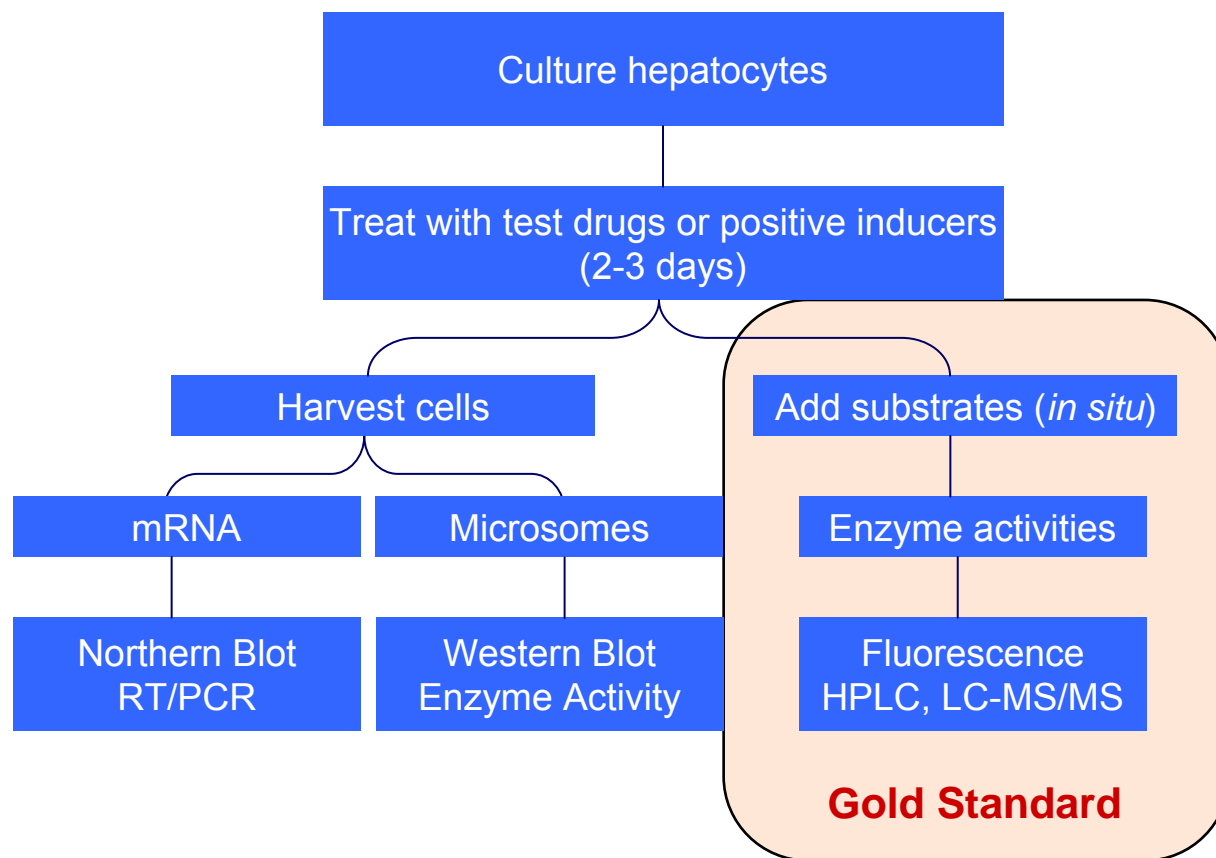 Culture hepatocytes
Treat with test drugs or positive inducers
(2-3 days)
Harvest cells
Add substrates (in situ)
mRNA
Microsomes
Enzyme activities
Northern Blot
RT/PCR
Western Blot
Enzyme Activity
Fluorescence
HPLC, LC-MS/MS
Gold Standard